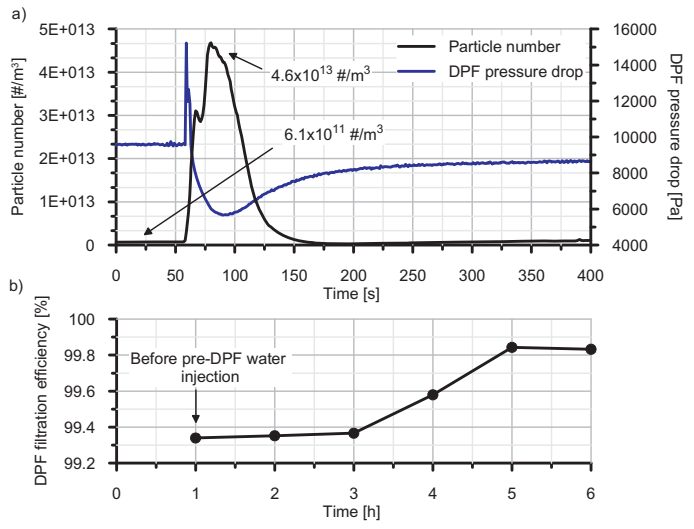 a)
5E+013
4E+013
3E+013
2E+013
1E+013
0
Particle number [#/m³]
Particle number
DPF pressure drop
4.6x10¹³ #/m³
6.1x10¹¹ #/m³
16000
14000
12000
10000
8000
6000
4000
DPF pressure
drop [Pa]
0 50 100 150 200 250 300 350 400
Time [s]
b)
100
99.8
99.6
99.4
99.2
DPF filtration efficiency [%]
Before pre-DPF water
injection
0 1 2 3 4 5 6
Time [h]